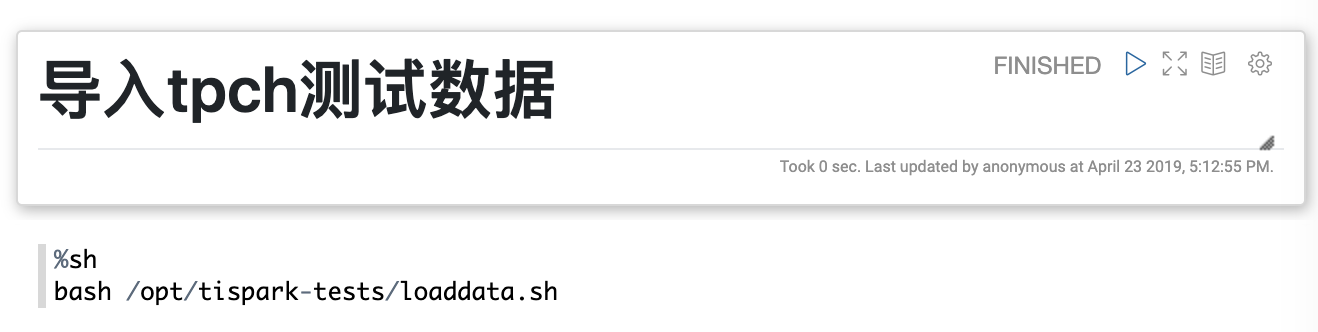 导入tpch测试数据
FINISHED
Took 0 sec. Last updated by anonymous at April 23 2019, 5:12:55 PM.
%sh
bash /opt/tispark-tests/loaddata.sh